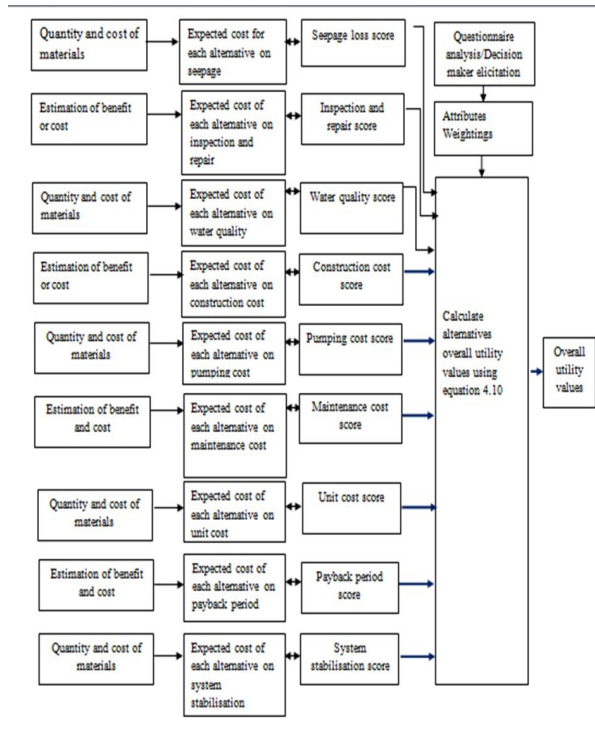 Quantity and cost of
materials
Expected cost for
each alternative on
seepage
Seepage loss score
Questionnaire
analysis/Decision
maker elicitation
Estimation of benefit
or cost
Expected cost of
each alternative on
inspection and
repair
Inspection and
repair score
Attributes
Weightings
Quantity and cost of
materials
Expected cost of
each alternative on
water quality
Water quality score
Estimation of benefit
or cost
Expected cost of
each alternative on
construction cost
Construction cost
score
Quantity and cost of
materials
Expected cost of
each alternative on
pumping cost
Pumping cost score
Calculate
alternatives
overall utility
values using
equation 4.10
Overall
utility
values
Estimation of benefit
and cost
Expected cost of
each alternative on
maintenance cost
Maintenance cost
score
Quantity and cost of
materials
Expected cost of
each alternative on
unit cost
Unit cost score
Estimation of benefit
and cost
Expected cost of
each alternative on
payback period
Payback period
score
Quantity and cost of
materials
Expected cost of
each alternative on
system
stabilisation
System
stabilisation score